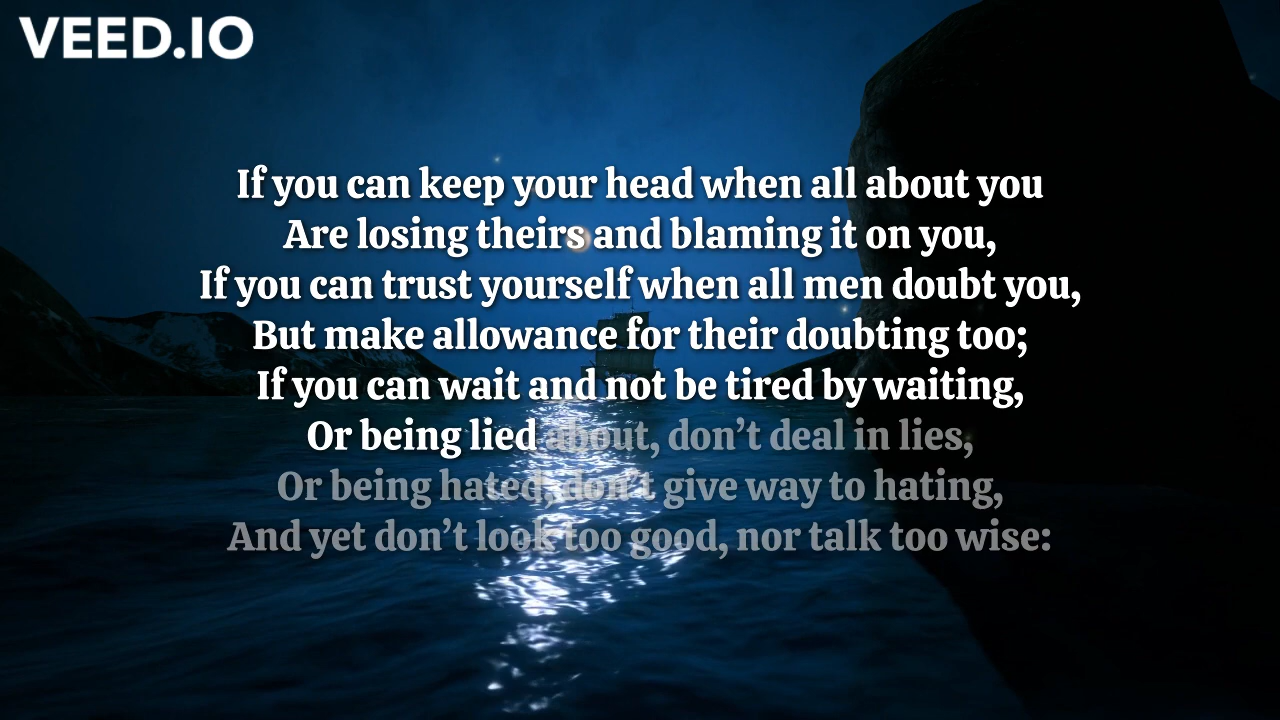 VEED.IO
If you can keep your head when all about you
Are losing theirs and blaming it on you,
If you can trust yourself when all men doubt you,
But make allowance for their doubting too;
If you can wait and not be tired by waiting,
Or being lied about, don’t deal in lies,
Or being hated, don’t give way to hating,
And yet don’t look too good, nor talk too wise: